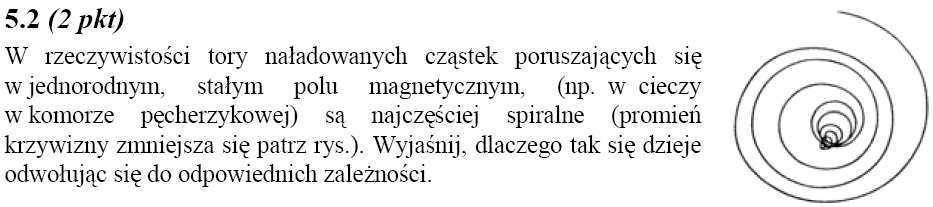 5.2 (2 pkt)
W rzeczywistości tory naładowanych cząstek poruszających się
w jednorodnym, stałym polu magnetycznym, (np. w cieczy
w komorze pęcherzykowej) są najczęściej spiralne (promień
krzywizny zmniejsza się patrz rys.). Wyjaśnij, dlaczego tak się dzieje
odwołując się do odpowiednich zależności.